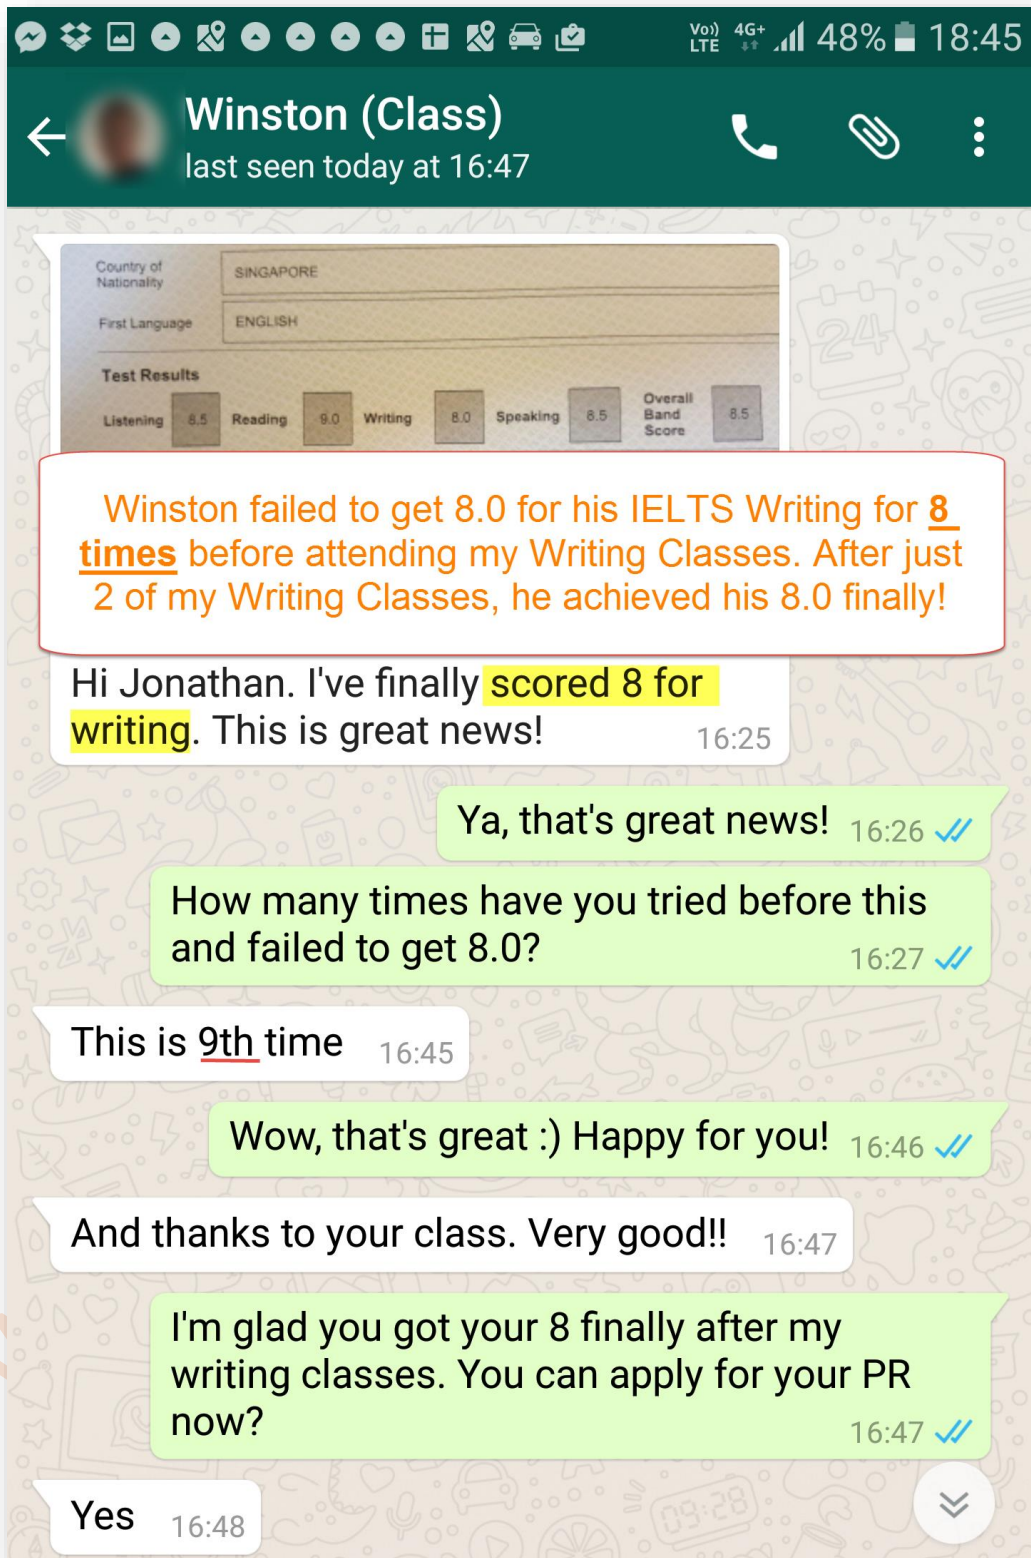 Vo)) LTE 4G+ 48% 18:45
Winston (Class)
last seen today at 16:47
Country of Nationality SINGAPORE
First Language ENGLISH
Test Results
Listening 8.5 Reading 9.0 Writing 8.0 Speaking 8.5 Overall Band Score 8.5
Winston failed to get 8.0 for his IELTS Writing for 8
times before attending my Writing Classes. After just
2 of my Writing Classes, he achieved his 8.0 finally!
Hi Jonathan. I've finally scored 8 for
writing. This is great news! 16:25
Ya, that's great news! 16:26
How many times have you tried before this
and failed to get 8.0? 16:27
This is 9th time 16:45
Wow, that's great :) Happy for you! 16:46
And thanks to your class. Very good!! 16:47
I'm glad you got your 8 finally after my
writing classes. You can apply for your PR
now? 16:47
Yes 16:48